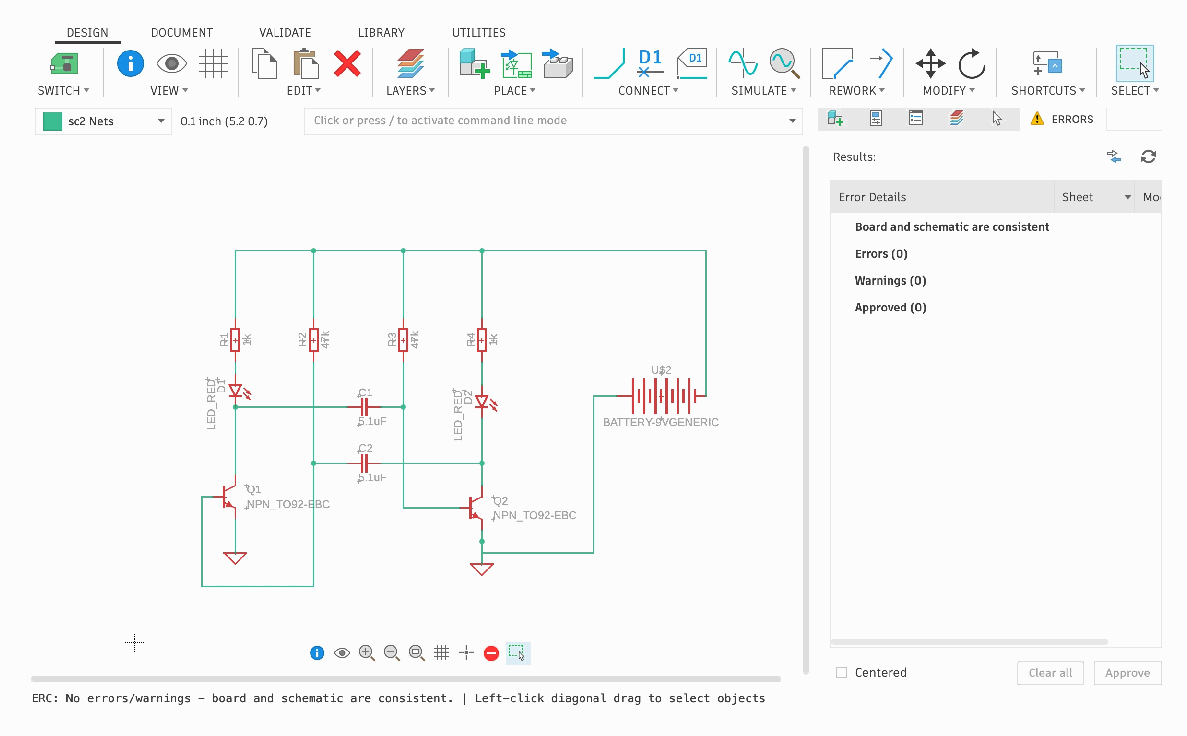 DESIGN DOCUMENT VALIDATE LIBRARY UTILITIES
D1 D1
SWITCH VIEW EDIT LAYERS PLACE CONNECT SIMULATE REWORK MODIFY SHORTCUTS SELECT
sc2 Nets 0.1 inch (5.2 0.7) Click or press / to activate command line mode ERRORS
Results:
Error Details Sheet Mo
Board and schematic are consistent
Errors (0)
Warnings (0)
Approved (0)
R1 1k R2 47k R3 47k R4 1k
U$2
LED_RED D1 C1 LED_RED D2
5.1uF BATTERY-9VGENERIC
C2
5.1uF
Q1 Q2
NPN_TO92-EBC NPN_TO92-EBC
Centered Clear all Approve
ERC: No errors/warnings - board and schematic are consistent. | Left-click diagonal drag to select objects